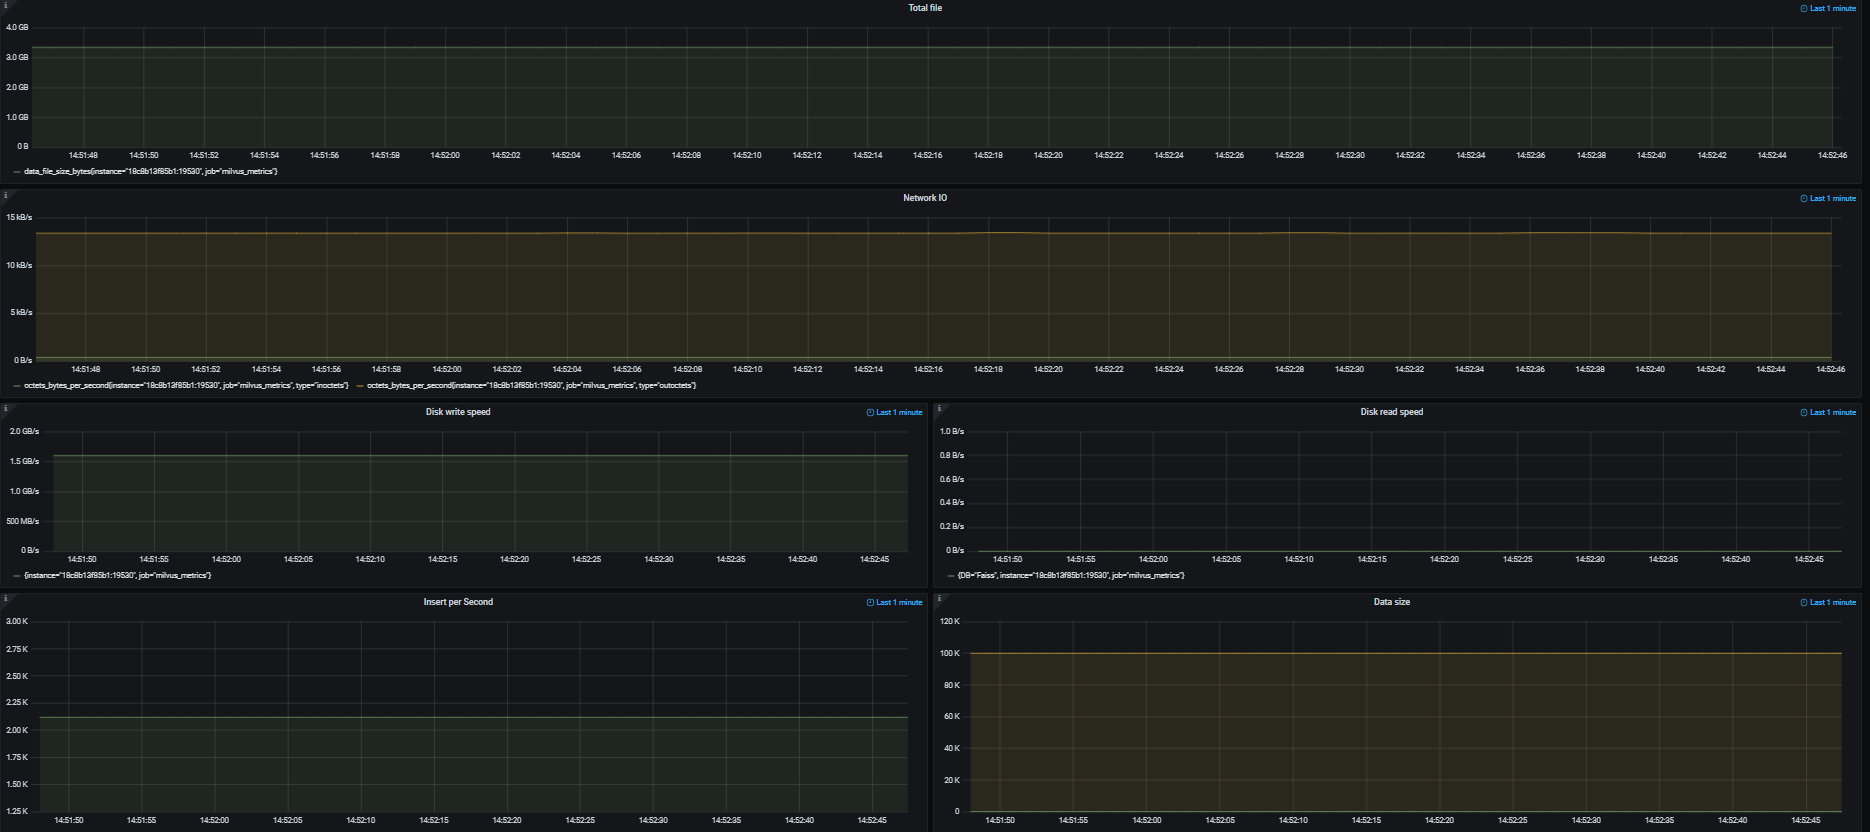 Total file
Last 1 minute
4.0 GB
3.0 GB
2.0 GB
1.0 GB
0 B
14:51:48 14:51:50 14:51:52 14:51:54 14:51:56 14:51:58 14:52:00 14:52:02 14:52:04 14:52:06 14:52:08 14:52:10 14:52:12 14:52:14 14:52:16 14:52:18 14:52:20 14:52:22 14:52:24 14:52:26 14:52:28 14:52:30 14:52:32 14:52:34 14:52:36 14:52:38 14:52:40 14:52:42 14:52:44 14:52:46
data_file_size_bytes{instance="18c8b13f85b1:19530", job="milvus_metrics"}
Network IO
Last 1 minute
15 kB/s
10 kB/s
5 kB/s
0 B/s
14:51:48 14:51:50 14:51:52 14:51:54 14:51:56 14:51:58 14:52:00 14:52:02 14:52:04 14:52:06 14:52:08 14:52:10 14:52:12 14:52:14 14:52:16 14:52:18 14:52:20 14:52:22 14:52:24 14:52:26 14:52:28 14:52:30 14:52:32 14:52:34 14:52:36 14:52:38 14:52:40 14:52:42 14:52:44 14:52:46
octets_bytes_per_second{instance="18c8b13f85b1:19530", job="milvus_metrics", type="inoctets"} octets_bytes_per_second{instance="18c8b13f85b1:19530", job="milvus_metrics", type="outoctets"}
Disk write speed
Last 1 minute
2.0 GB/s
1.5 GB/s
1.0 GB/s
500 MB/s
0 B/s
14:51:50 14:51:55 14:52:00 14:52:05 14:52:10 14:52:15 14:52:20 14:52:25 14:52:30 14:52:35 14:52:40 14:52:45
{instance="18c8b13f85b1:19530", job="milvus_metrics"}
Disk read speed
Last 1 minute
1.0 B/s
0.8 B/s
0.6 B/s
0.4 B/s
0.2 B/s
0 B/s
14:51:50 14:51:55 14:52:00 14:52:05 14:52:10 14:52:15 14:52:20 14:52:25 14:52:30 14:52:35 14:52:40 14:52:45
{DB="Faiss", instance="18c8b13f85b1:19530", job="milvus_metrics"}
Insert per Second
Last 1 minute
3.00 K
2.75 K
2.50 K
2.25 K
2.00 K
1.75 K
1.50 K
1.25 K
14:51:50 14:51:55 14:52:00 14:52:05 14:52:10 14:52:15 14:52:20 14:52:25 14:52:30 14:52:35 14:52:40 14:52:45
Data size
Last 1 minute
120 K
100 K
80 K
60 K
40 K
20 K
0
14:51:50 14:51:55 14:52:00 14:52:05 14:52:10 14:52:15 14:52:20 14:52:25 14:52:30 14:52:35 14:52:40 14:52:45